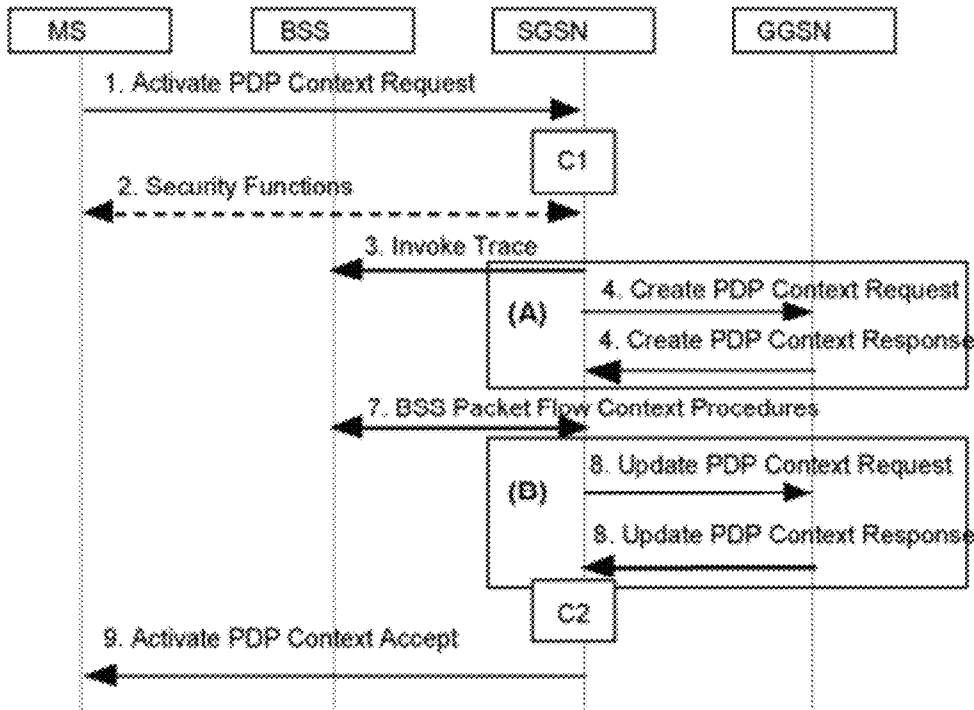 MS BSS SGSN GGSN
1. Activate PDP Context Request
C1
2. Security Functions
3. Invoke Trace
(A)
4. Create PDP Context Request
4. Create PDP Context Response
7. BSS Packet Flow Context Procedures
(B)
8. Update PDP Context Request
8. Update PDP Context Response
C2
9. Activate PDP Context Accept